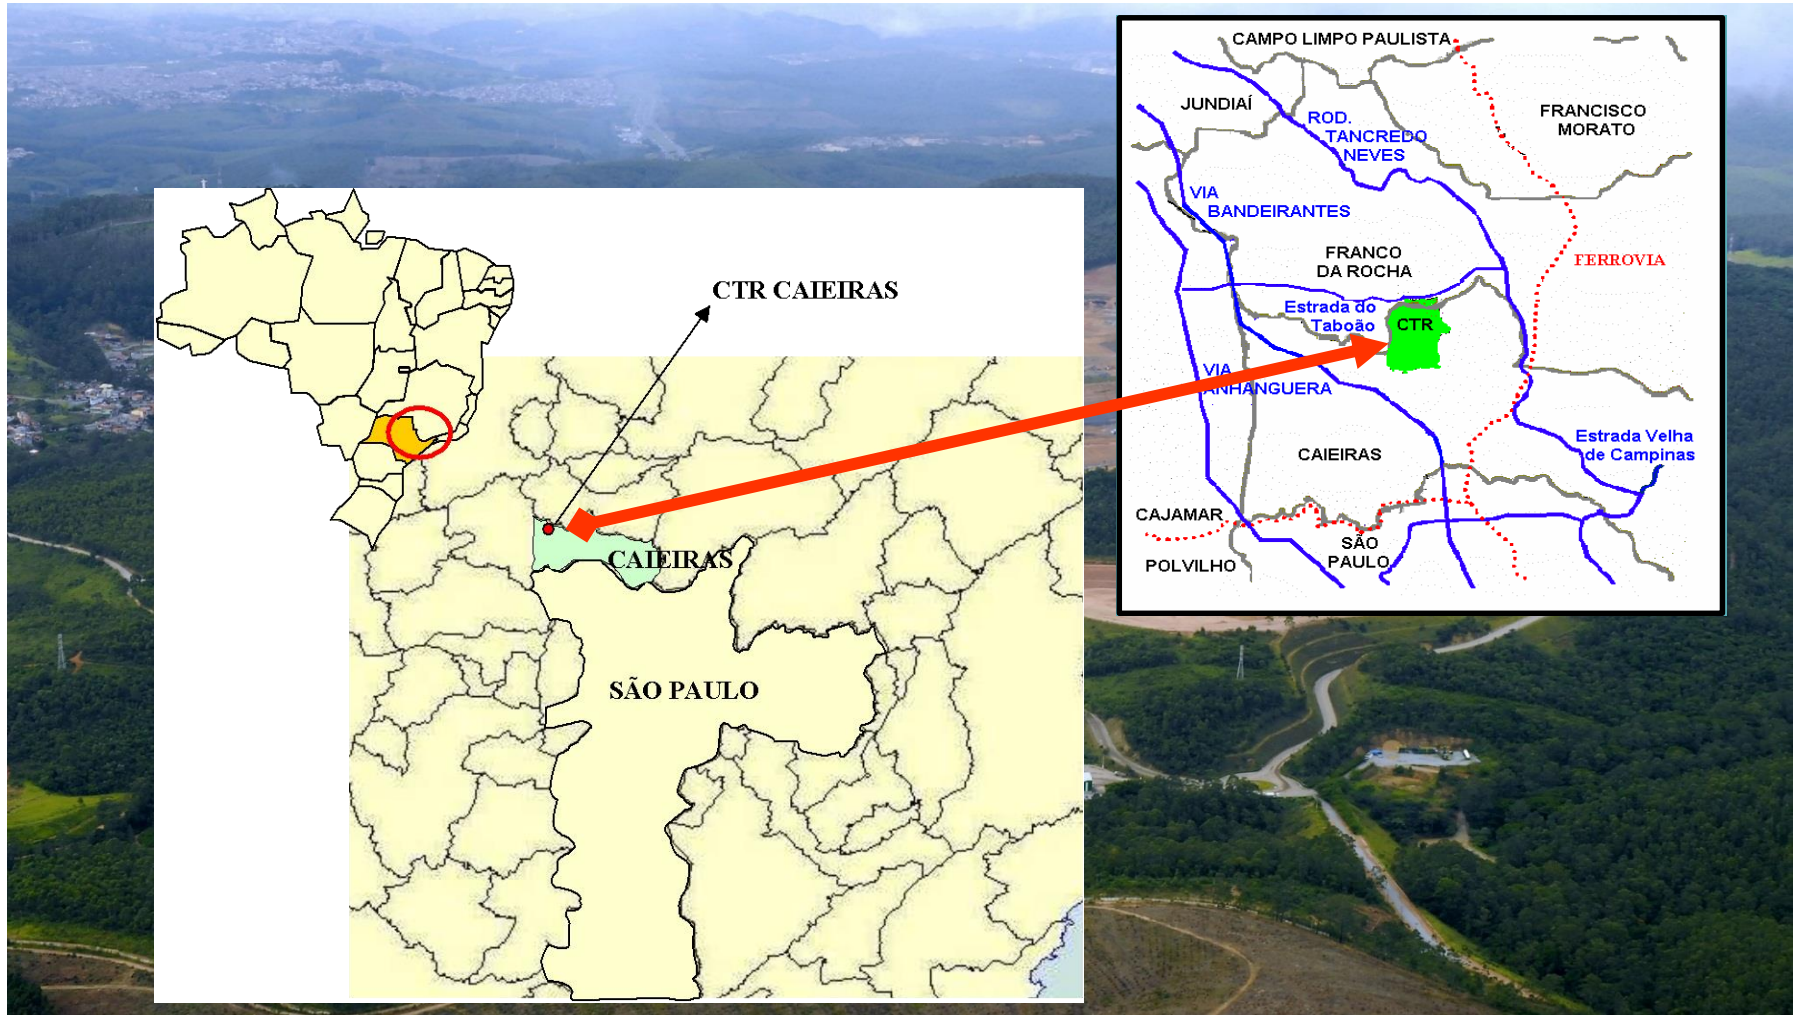 CTR CAIEIRAS
CAIEIRAS
SÃO PAULO
CAMPO LIMPO PAULISTA
JUNDIAÍ
FRANCISCO
MORATO
ROD.
TANCREDO
NEVES
VIA
BANDEIRANTES
FRANCO
DA ROCHA
FERROVIA
Estrada do
Taboão
CTR
VIA
ANHANGUERA
Estrada Velha
de Campinas
CAIEIRAS
CAJAMAR
SÃO
PAULO
POLVILHO